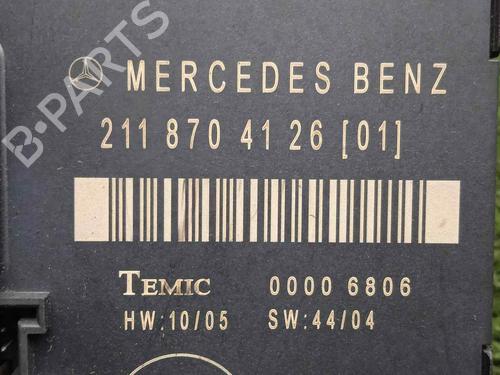 B-PARTS
MERCEDES BENZ
211 870 41 26 [01]
TEMIC 0000 6806
HW:10/05 SW:44/04